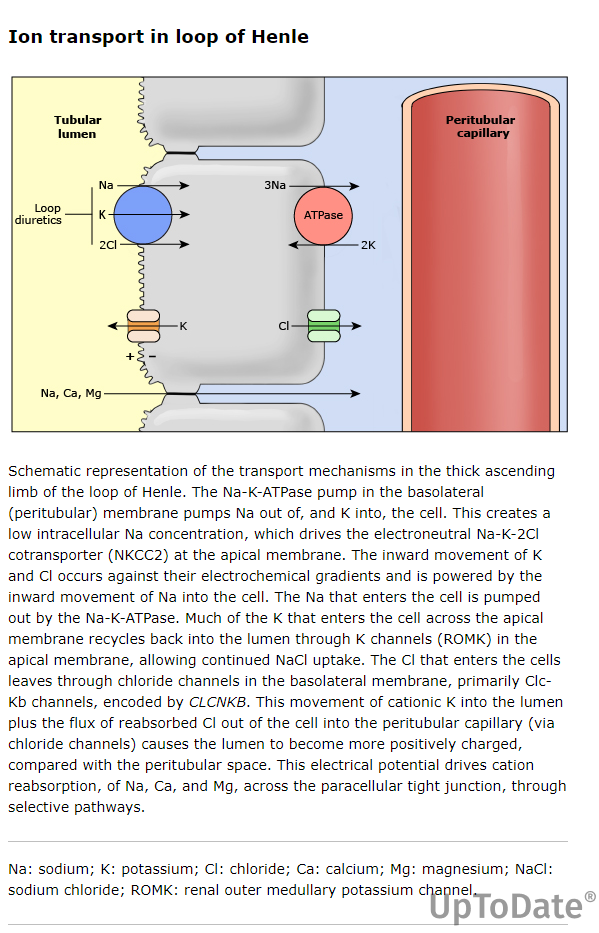 Ion transport in loop of Henle
Tubular
lumen
Peritubular
capillary
Na
3Na
Loop
diuretics
K
ATPase
2Cl
2K
K
Cl
+ –
Na, Ca, Mg
Schematic representation of the transport mechanisms in the thick ascending
limb of the loop of Henle. The Na-K-ATPase pump in the basolateral
(peritubular) membrane pumps Na out of, and K into, the cell. This creates a
low intracellular Na concentration, which drives the electroneutral Na-K-2Cl
cotransporter (NKCC2) at the apical membrane. The inward movement of K
and Cl occurs against their electrochemical gradients and is powered by the
inward movement of Na into the cell. The Na that enters the cell is pumped
out by the Na-K-ATPase. Much of the K that enters the cell across the apical
membrane recycles back into the lumen through K channels (ROMK) in the
apical membrane, allowing continued NaCl uptake. The Cl that enters the cells
leaves through chloride channels in the basolateral membrane, primarily Clc-
Kb channels, encoded by CLCNKB. This movement of cationic K into the lumen
plus the flux of reabsorbed Cl out of the cell into the peritubular capillary (via
chloride channels) causes the lumen to become more positively charged,
compared with the peritubular space. This electrical potential drives cation
reabsorption, of Na, Ca, and Mg, across the paracellular tight junction, through
selective pathways.
Na: sodium; K: potassium; Cl: chloride; Ca: calcium; Mg: magnesium; NaCl:
sodium chloride; ROMK: renal outer medullary potassium channel.
UpToDate®